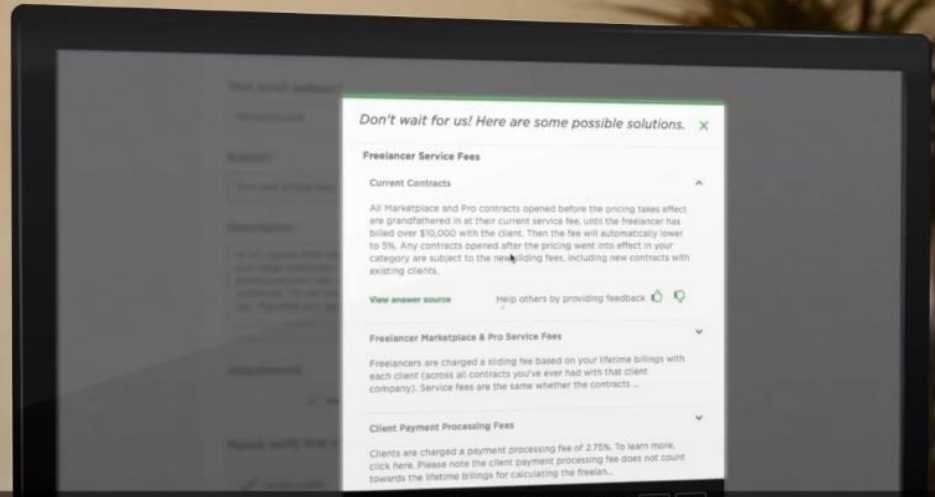 Don't wait for us! Here are some possible solutions.
Freelancer Service Fees
Current Contracts
All Marketplace and Pro contracts opened before the pricing takes effect
are grandfathered in at their current service fee, until the freelancer has
billed over $10,000 with the client. Then the fee will automatically lower
to 5%. Any contracts opened after the pricing went into effect in your
category are subject to the new sliding fees, including new contracts with
existing clients.
View answer source Help others by providing feedback
Freelancer Marketplace & Pro Service Fees
Freelancers are charged a sliding fee based on your lifetime billings with
each client (across all contracts you've ever had with that client
company). Service fees are the same whether the contracts ...
Client Payment Processing Fees
Clients are charged a payment processing fee of 2.75%. To learn more,
click here. Please note the client payment processing fee does not count
towards the lifetime billings for calculating the freelan...